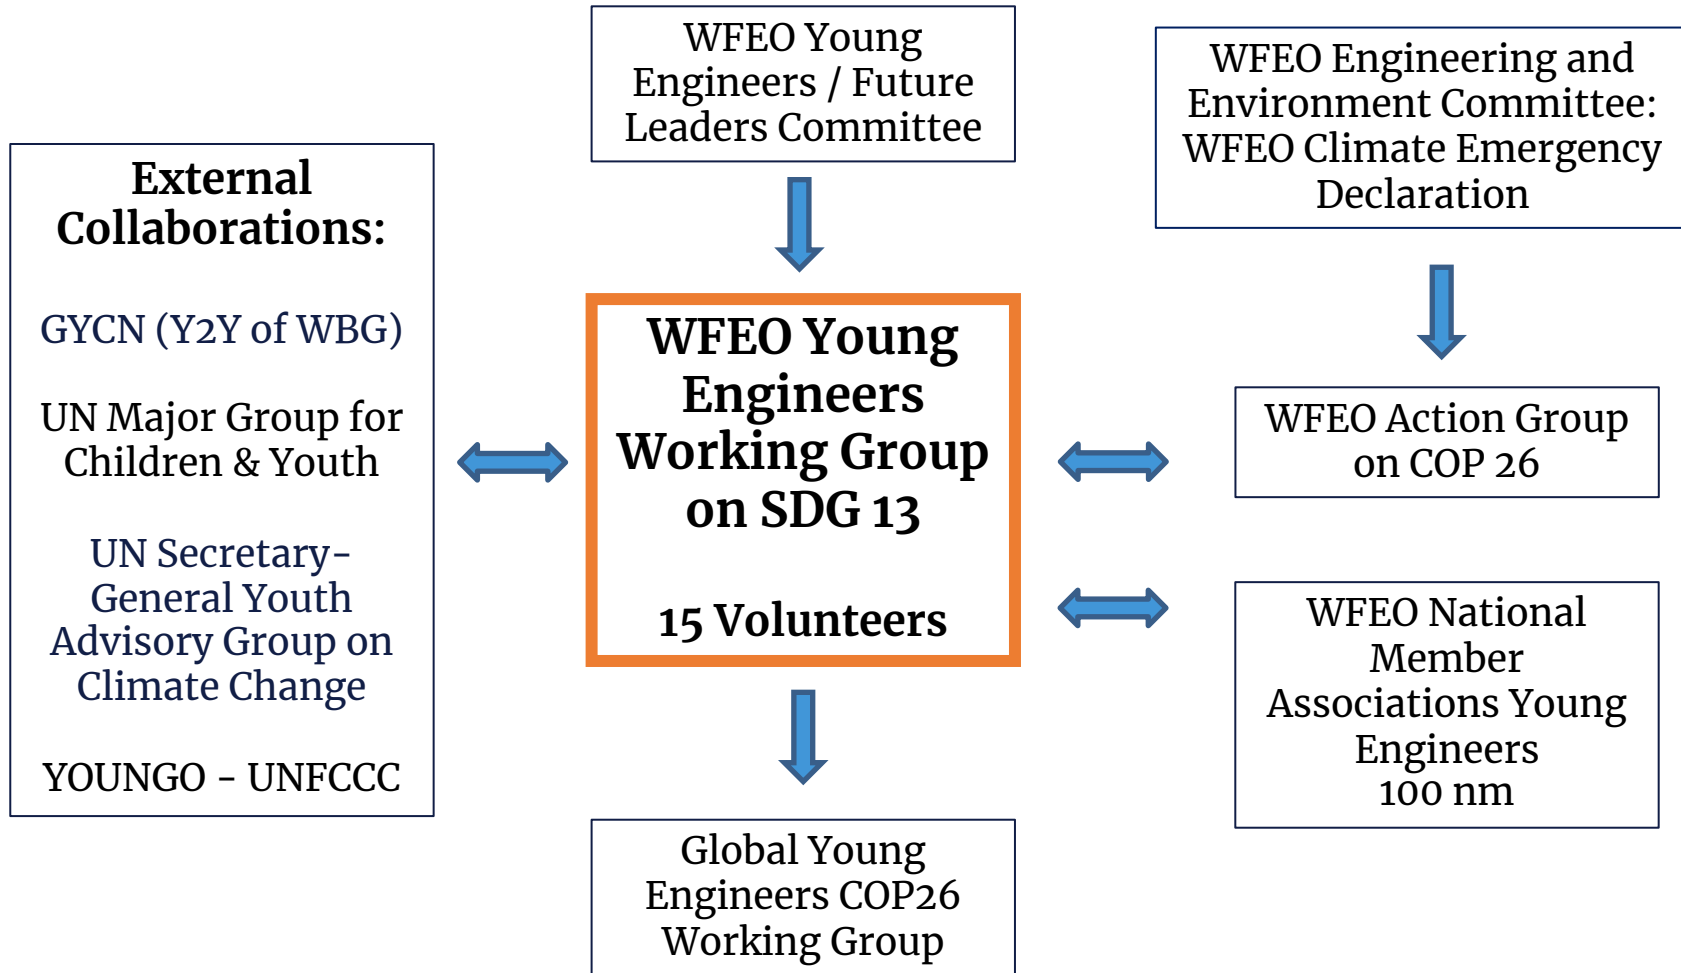 WFEO Young
Engineers / Future
Leaders Committee
WFEO Engineering and
Environment Committee:
WFEO Climate Emergency
Declaration
External
Collaborations:
GYCN (Y2Y of WBG)
UN Major Group for
Children & Youth
UN Secretary-
General Youth
Advisory Group on
Climate Change
YOUNGO - UNFCCC
WFEO Young
Engineers
Working Group
on SDG 13
15 Volunteers
WFEO Action Group
on COP 26
WFEO National
Member
Associations Young
Engineers
100 nm
Global Young
Engineers COP26
Working Group